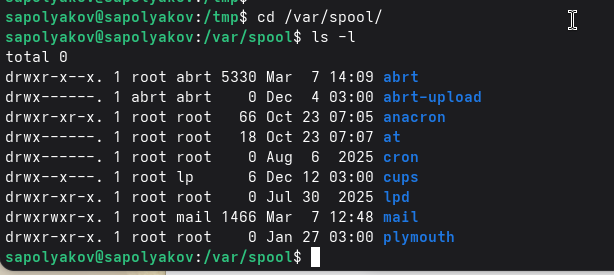 sapolyakov@sapolyakov:/tmp$ cd /var/spool/
sapolyakov@sapolyakov:/var/spool$ ls -l
total 0
drwxr-x--x. 1 root abrt 5330 Mar  7 14:09 abrt
drwx------. 1 abrt abrt    0 Dec  4 03:00 abrt-upload
drwxr-xr-x. 1 root root   66 Oct 23 07:05 anacron
drwx------. 1 root root   18 Oct 23 07:07 at
drwx------. 1 root root    0 Aug  6  2025 cron
drwx--x---. 1 root lp      6 Dec 12 03:00 cups
drwxr-xr-x. 1 root root    0 Jul 30  2025 lpd
drwxrwxr-x. 1 root mail 1466 Mar  7 12:48 mail
drwxr-xr-x. 1 root root    0 Jan 27 03:00 plymouth
sapolyakov@sapolyakov:/var/spool$